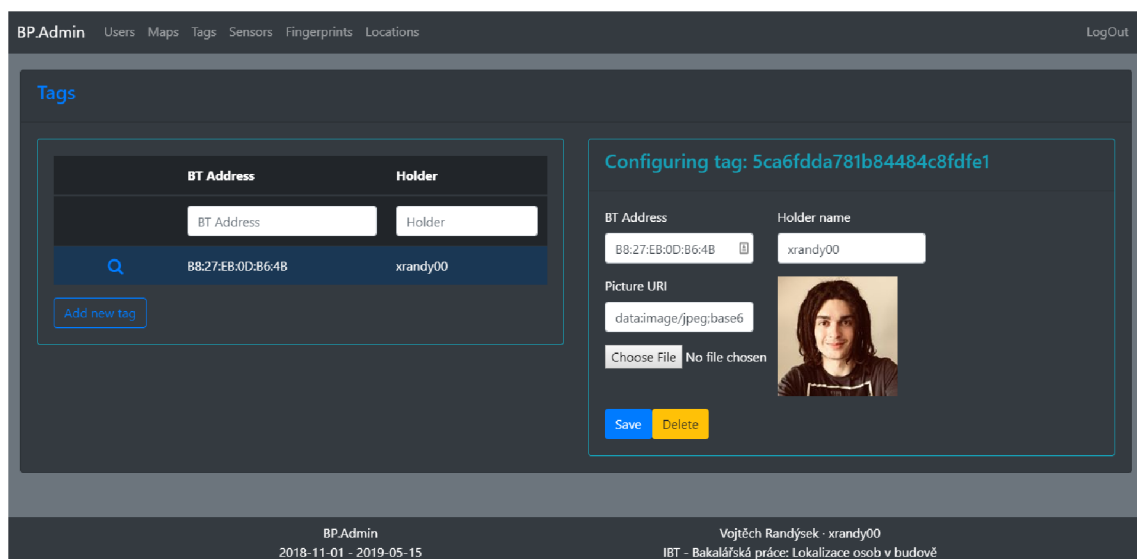 BP.Admin Users Maps Tags Sensors Fingerprints Locations LogOut
Tags
BT Address Holder
BT Address Holder
B8:27:EB:0D:B6:4B xrandy00
Add new tag
Configuring tag: 5ca6fdda781b84484c8fdfe1
BT Address Holder name
B8:27:EB:0D:B6:4B xrandy00
Picture URI
data:image/jpeg;base6
Choose File No file chosen
Save Delete
BP.Admin
2018-11-01 - 2019-05-15
Vojtěch Randýsek · xrandy00
IBT - Bakalářská práce: Lokalizace osob v budově